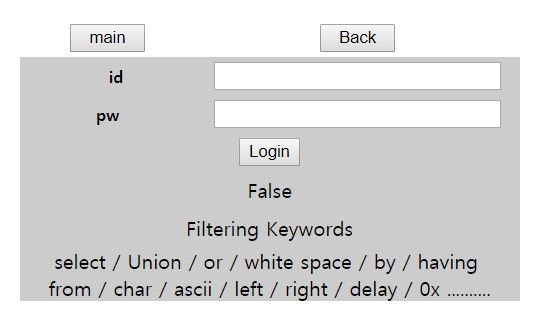 main Back
id
pw
Login
False
Filtering Keywords
select / Union / or / white space / by / having
from / char / ascii / left / right / delay / 0x ..........